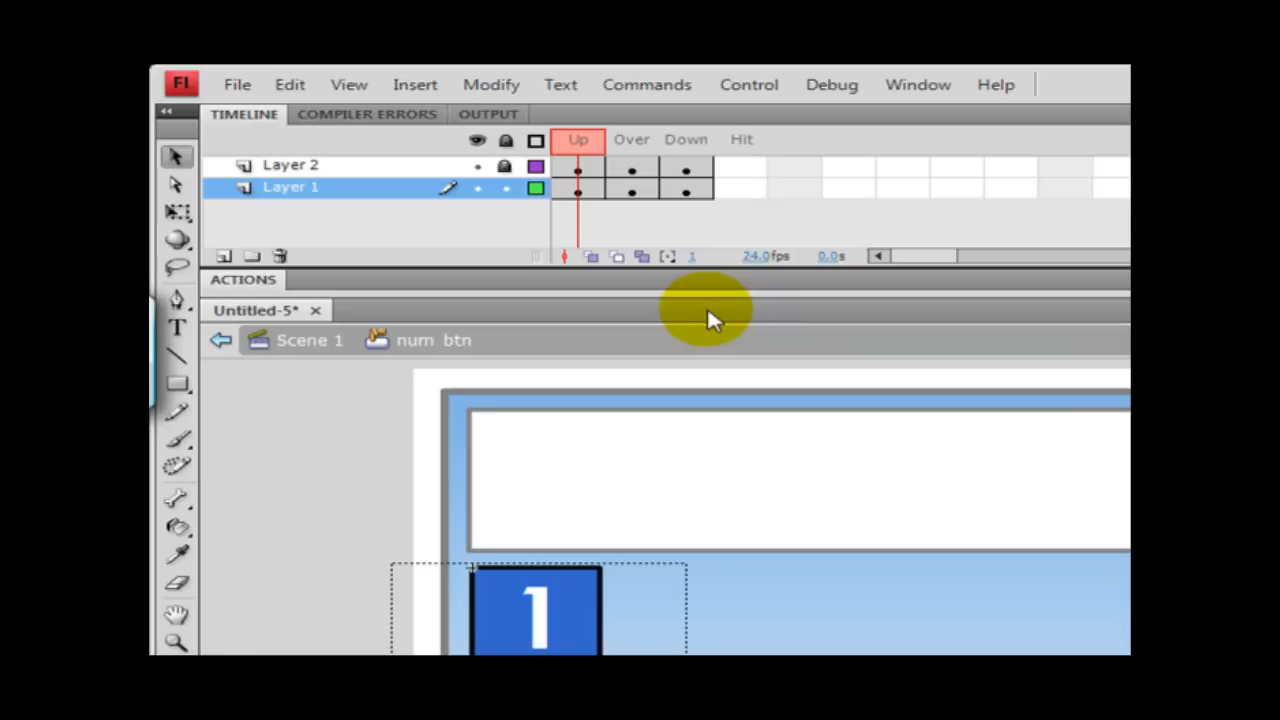 Fl File Edit View Insert Modify Text Commands Control Debug Window Help
TIMELINE COMPILER ERRORS OUTPUT
Up Over Down Hit
Layer 2
Layer 1
1 24.0fps 0.0s
ACTIONS
Untitled-5* ×
Scene 1 num btn
T
1